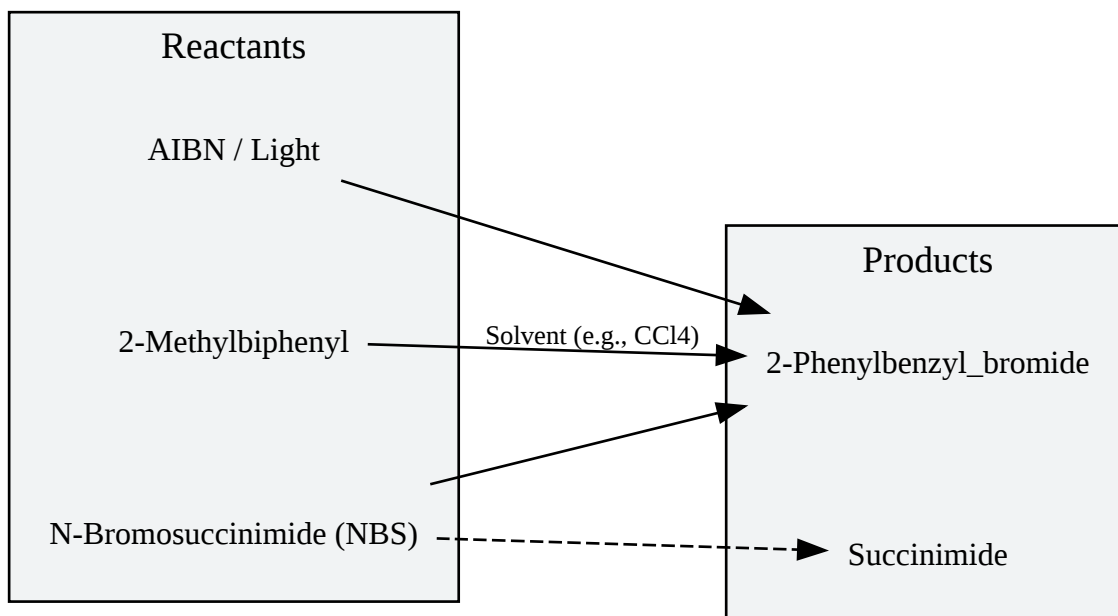 Reactants
AIBN / Light
2-Methylbiphenyl
N-Bromosuccinimide (NBS)
Solvent (e.g., CCl4)
Products
2-Phenylbenzyl_bromide
Succinimide